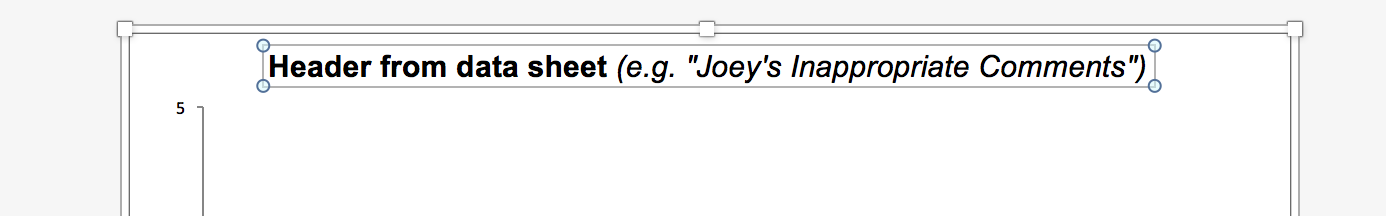 Header from data sheet (e.g. "Joey's Inappropriate Comments")
5